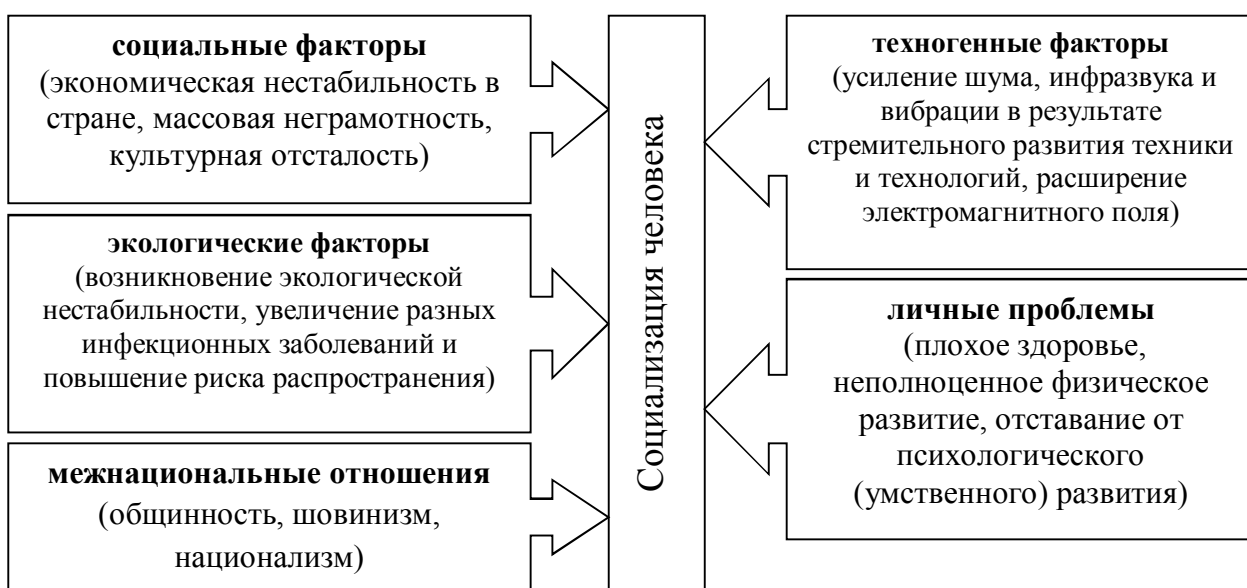 социальные факторы
(экономическая нестабильность в
стране, массовая неграмотность,
культурная отсталость)
экологические факторы
(возникновение экологической
нестабильности, увеличение разных
инфекционных заболеваний и
повышение риска распространения)
межнациональные отношения
(общинность, шовинизм,
национализм)
Социализация человека
техногенные факторы
(усиление шума, инфразвука и
вибрации в результате
стремительного развития техники
и технологий, расширение
электромагнитного поля)
личные проблемы
(плохое здоровье,
неполноценное физическое
развитие, отставание от
психологического
(умственного) развития)